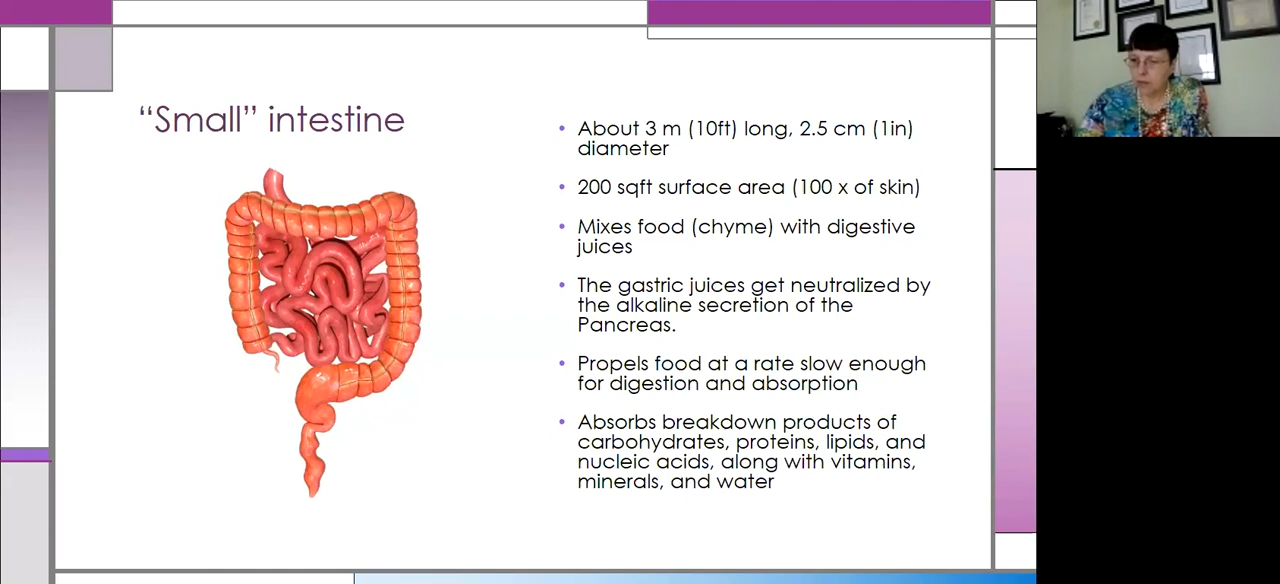 “Small” intestine
About 3 m (10ft) long, 2.5 cm (1in)
diameter
200 sqft surface area (100 x of skin)
Mixes food (chyme) with digestive
juices
The gastric juices get neutralized by
the alkaline secretion of the
Pancreas.
Propels food at a rate slow enough
for digestion and absorption
Absorbs breakdown products of
carbohydrates, proteins, lipids, and
nucleic acids, along with vitamins,
minerals, and water